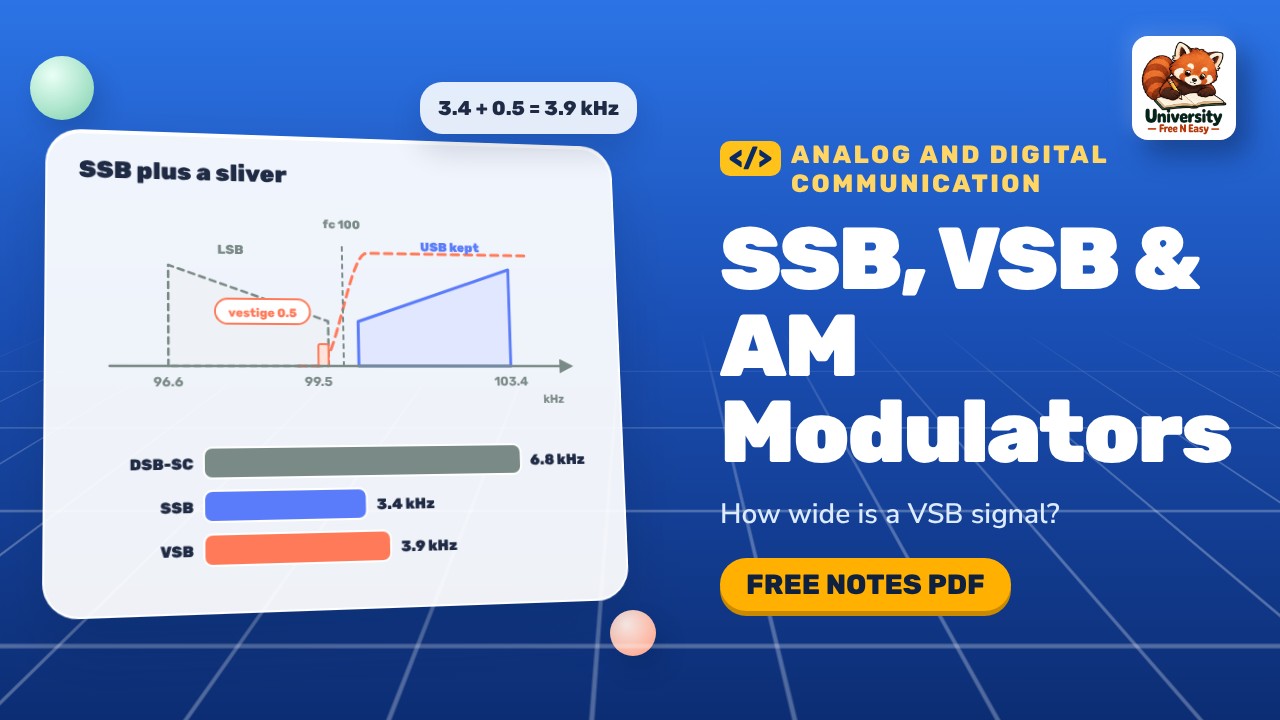 3.4 + 0.5 = 3.9 kHz
SSB plus a sliver
fc 100
LSB
USB kept
vestige 0.5
96.6
99.5
103.4
kHz
DSB-SC
6.8 kHz
SSB
3.4 kHz
VSB
3.9 kHz
University
Free N Easy
</> ANALOG AND DIGITAL
COMMUNICATION
SSB, VSB &
AM
Modulators
How wide is a VSB signal?
FREE NOTES PDF